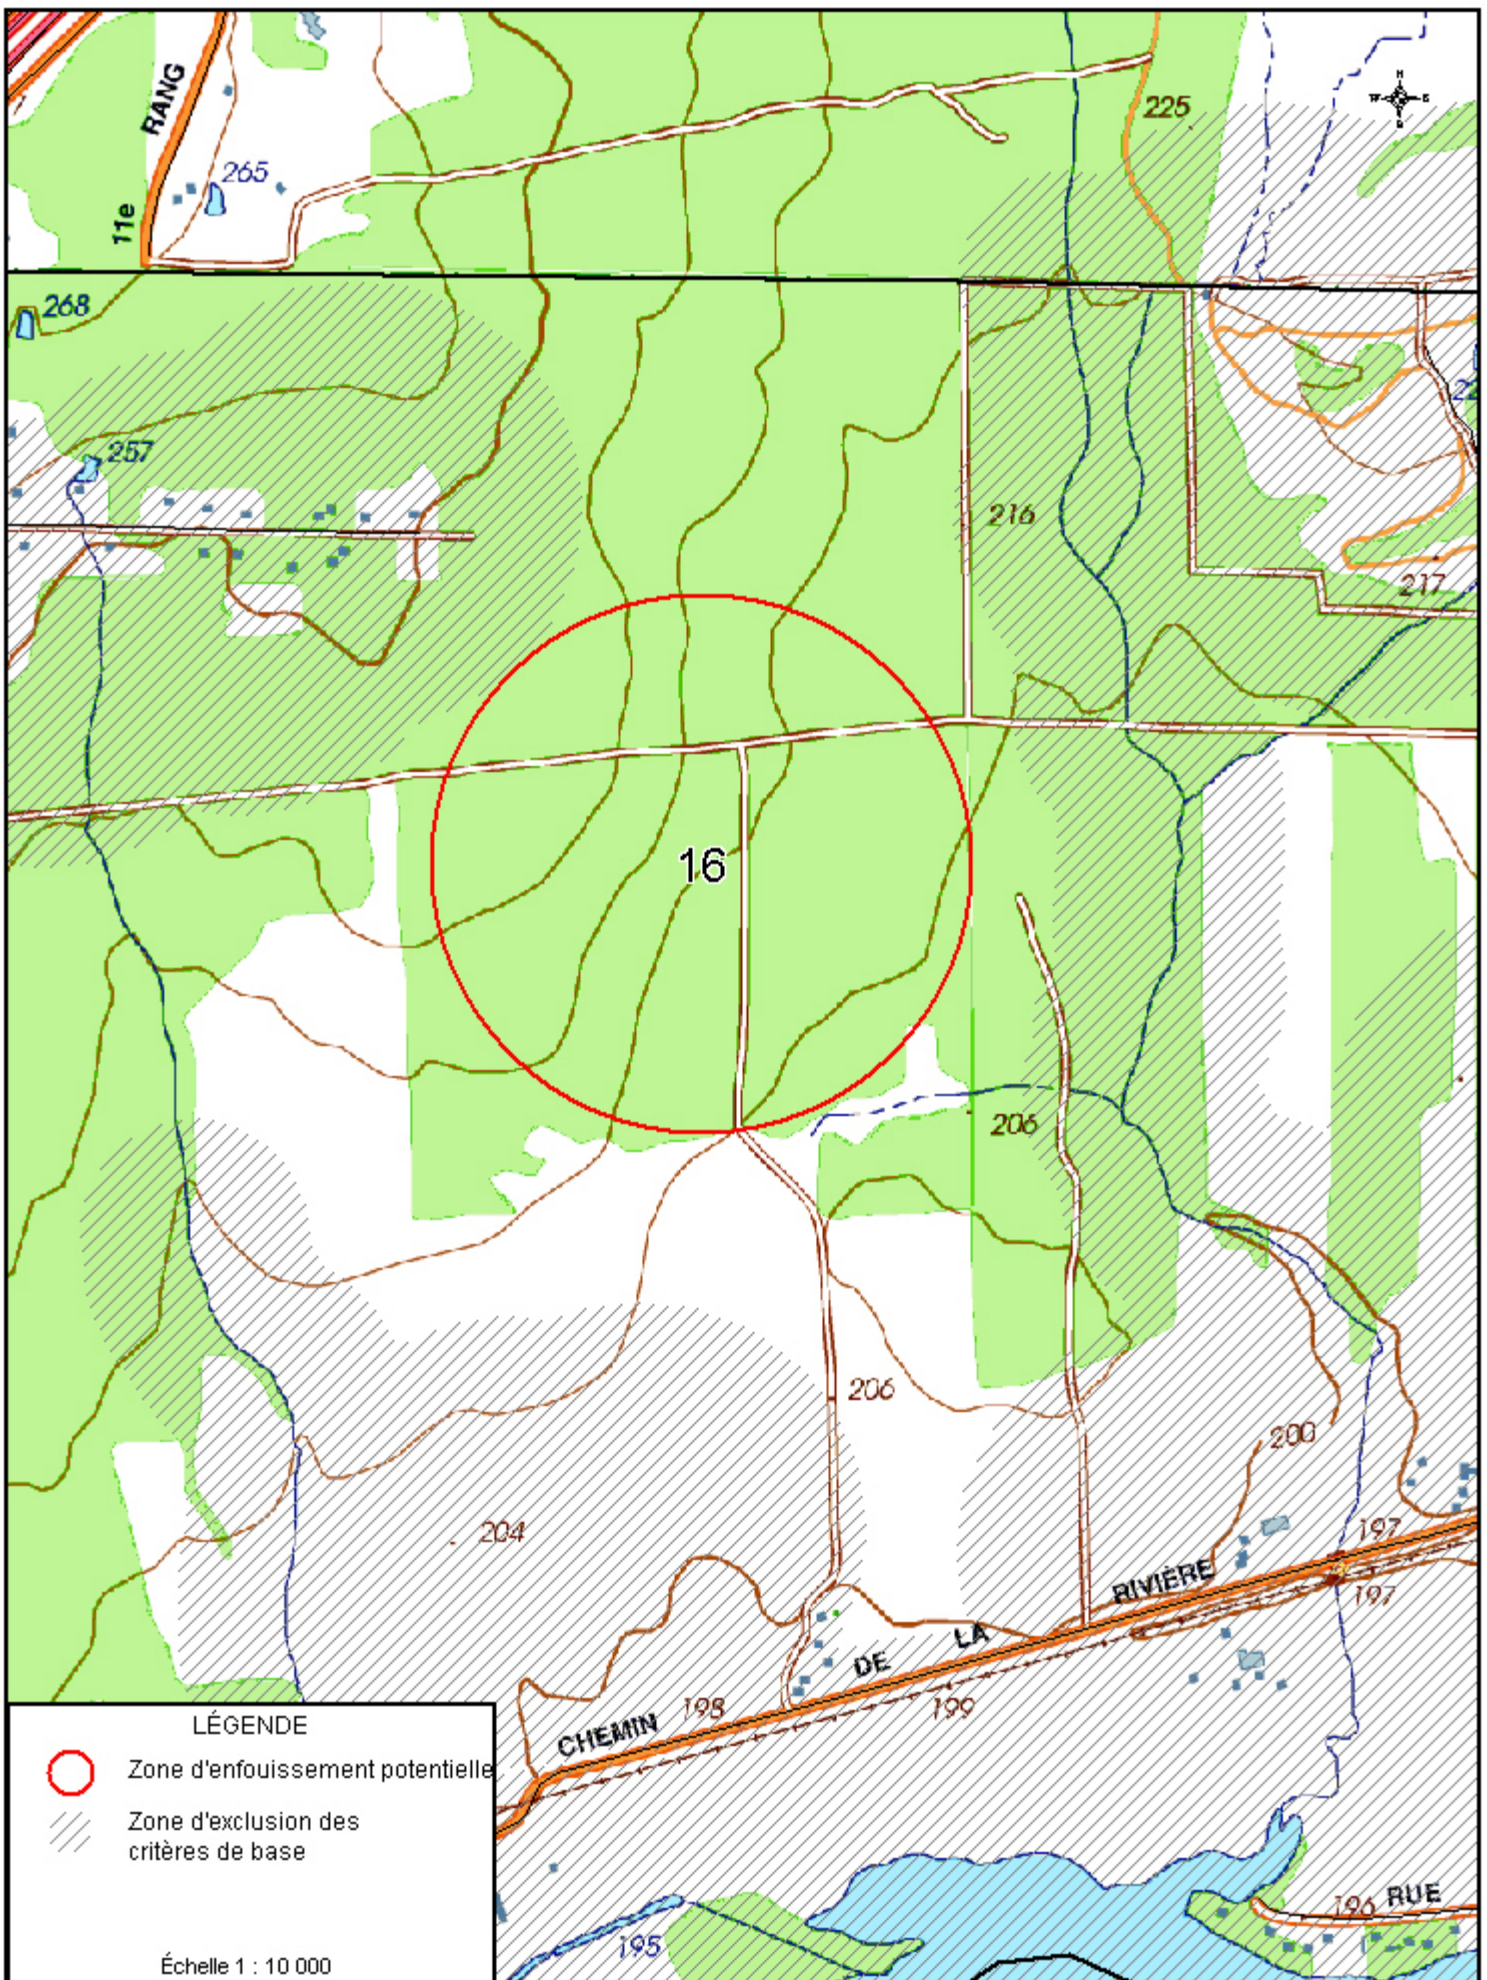 RANG
11e
265
225
N
W
E
S
268
257
22
216
217
16
206
206
200
204
197
197
CHEMIN DE LA RIVIÈRE
198
199
LÉGENDE
Zone d'enfouissement potentielle
Zone d'exclusion des
critères de base
Échelle 1 : 10 000
195
196 RUE